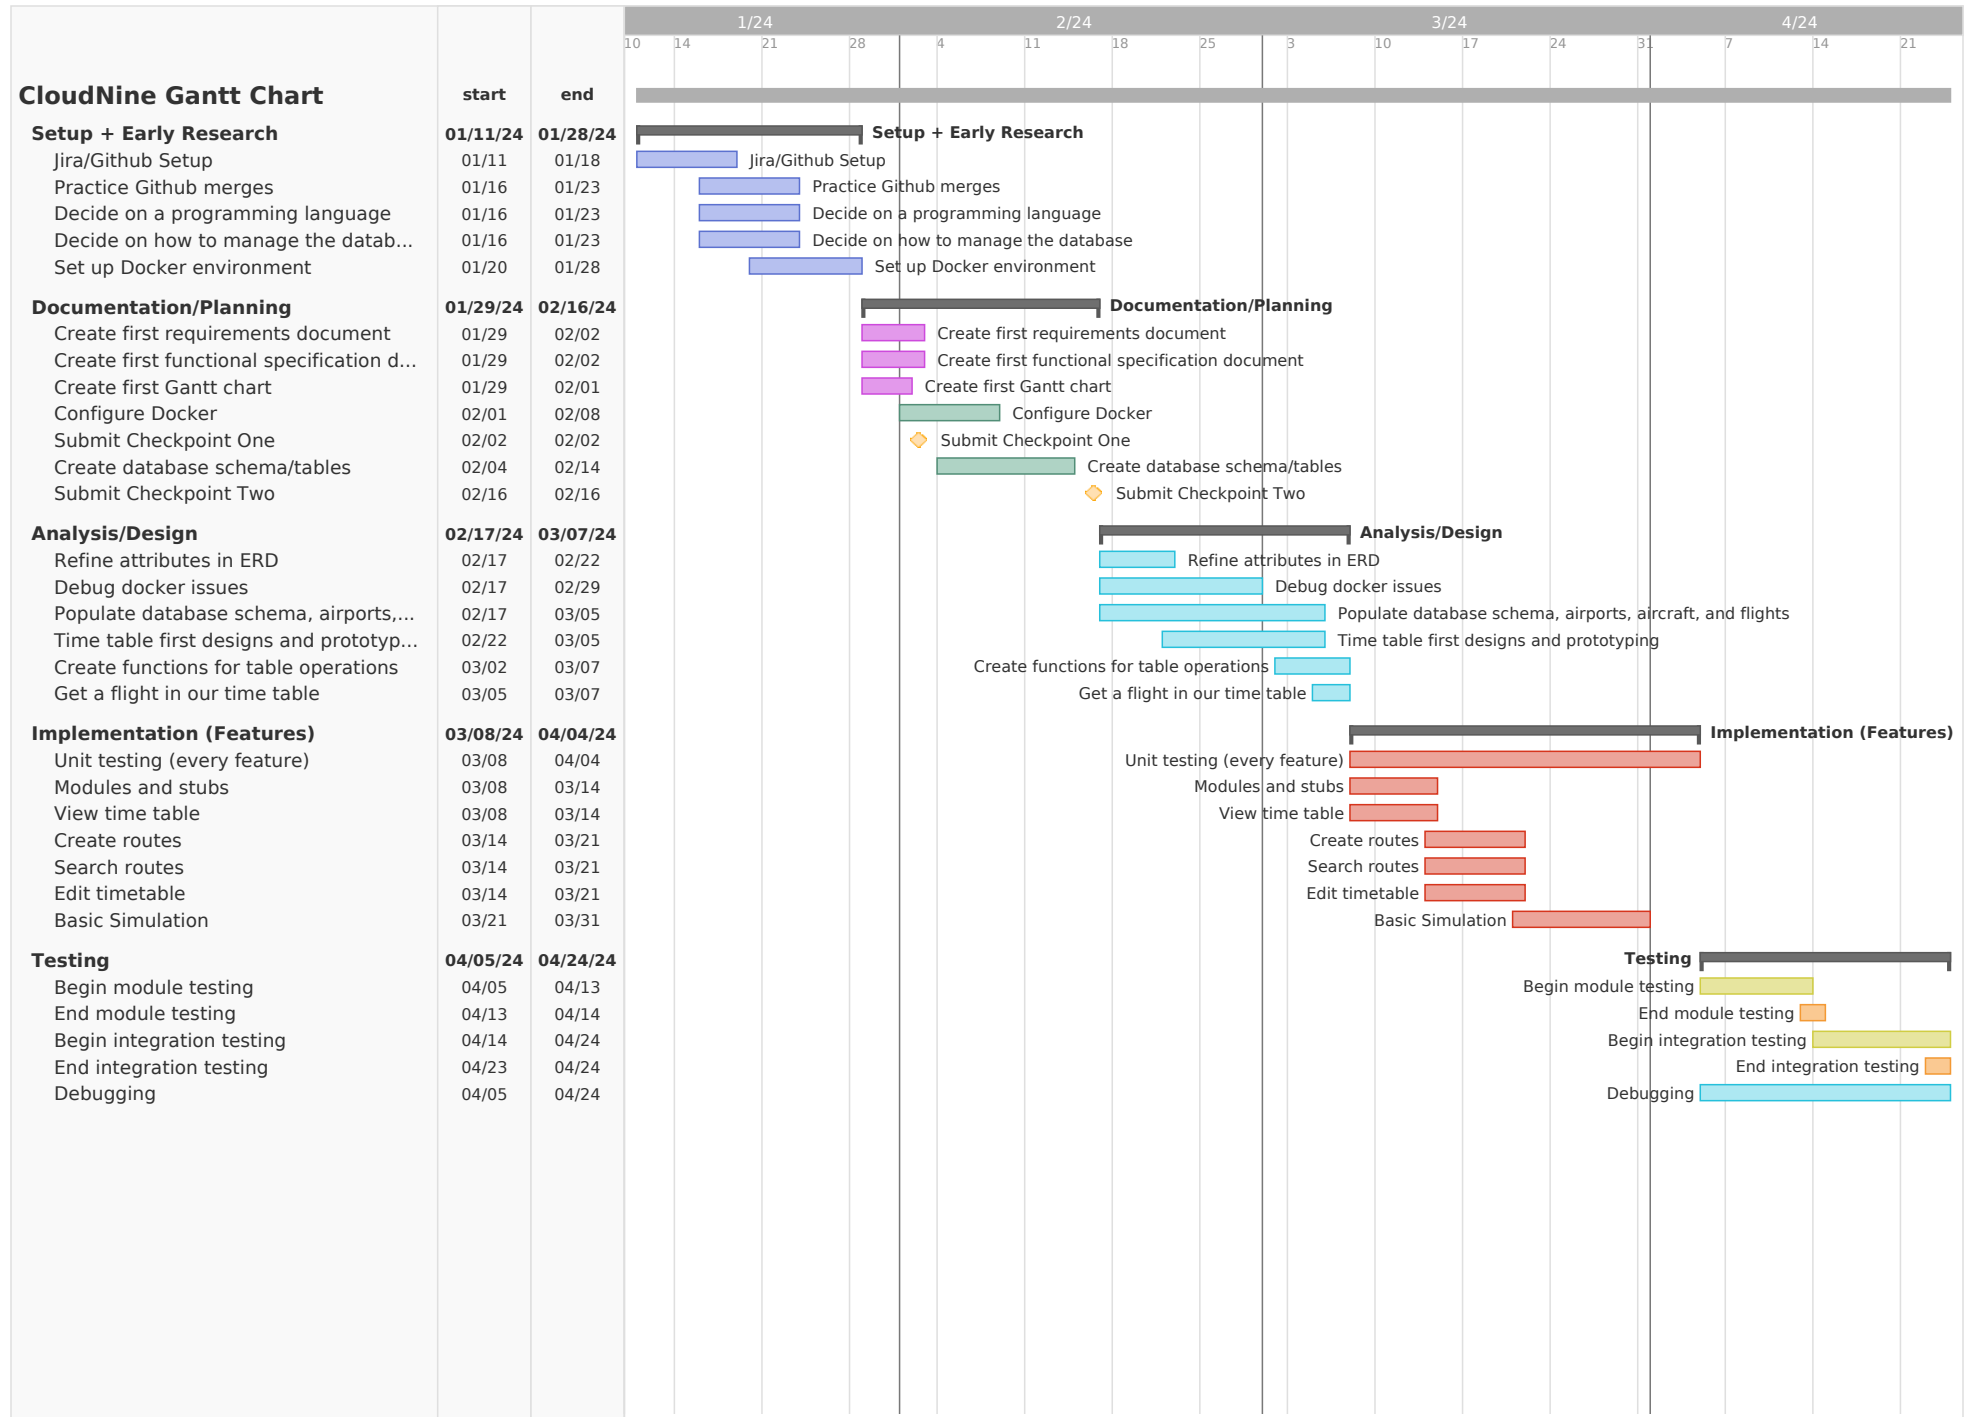 1/24 2/24 3/24 4/24
10 14 21 28 4 11 18 25 3 10 17 24 31 7 14 21
CloudNine Gantt Chart start end
Setup + Early Research 01/11/24 01/28/24 Setup + Early Research
Jira/Github Setup 01/11 01/18 Jira/Github Setup
Practice Github merges 01/16 01/23 Practice Github merges
Decide on a programming language 01/16 01/23 Decide on a programming language
Decide on how to manage the datab... 01/16 01/23 Decide on how to manage the database
Set up Docker environment 01/20 01/28 Set up Docker environment
Documentation/Planning 01/29/24 02/16/24 Documentation/Planning
Create first requirements document 01/29 02/02 Create first requirements document
Create first functional specification d... 01/29 02/02 Create first functional specification document
Create first Gantt chart 01/29 02/01 Create first Gantt chart
Configure Docker 02/01 02/08 Configure Docker
Submit Checkpoint One 02/02 02/02 Submit Checkpoint One
Create database schema/tables 02/04 02/14 Create database schema/tables
Submit Checkpoint Two 02/16 02/16 Submit Checkpoint Two
Analysis/Design 02/17/24 03/07/24 Analysis/Design
Refine attributes in ERD 02/17 02/22 Refine attributes in ERD
Debug docker issues 02/17 02/29 Debug docker issues
Populate database schema, airports,... 02/17 03/05 Populate database schema, airports, aircraft, and flights
Time table first designs and prototyp... 02/22 03/05 Time table first designs and prototyping
Create functions for table operations 03/02 03/07 Create functions for table operations
Get a flight in our time table 03/05 03/07 Get a flight in our time table
Implementation (Features) 03/08/24 04/04/24 Implementation (Features)
Unit testing (every feature) 03/08 04/04 Unit testing (every feature)
Modules and stubs 03/08 03/14 Modules and stubs
View time table 03/08 03/14 View time table
Create routes 03/14 03/21 Create routes
Search routes 03/14 03/21 Search routes
Edit timetable 03/14 03/21 Edit timetable
Basic Simulation 03/21 03/31 Basic Simulation
Testing 04/05/24 04/24/24 Testing
Begin module testing 04/05 04/13 Begin module testing
End module testing 04/13 04/14 End module testing
Begin integration testing 04/14 04/24 Begin integration testing
End integration testing 04/23 04/24 End integration testing
Debugging 04/05 04/24 Debugging